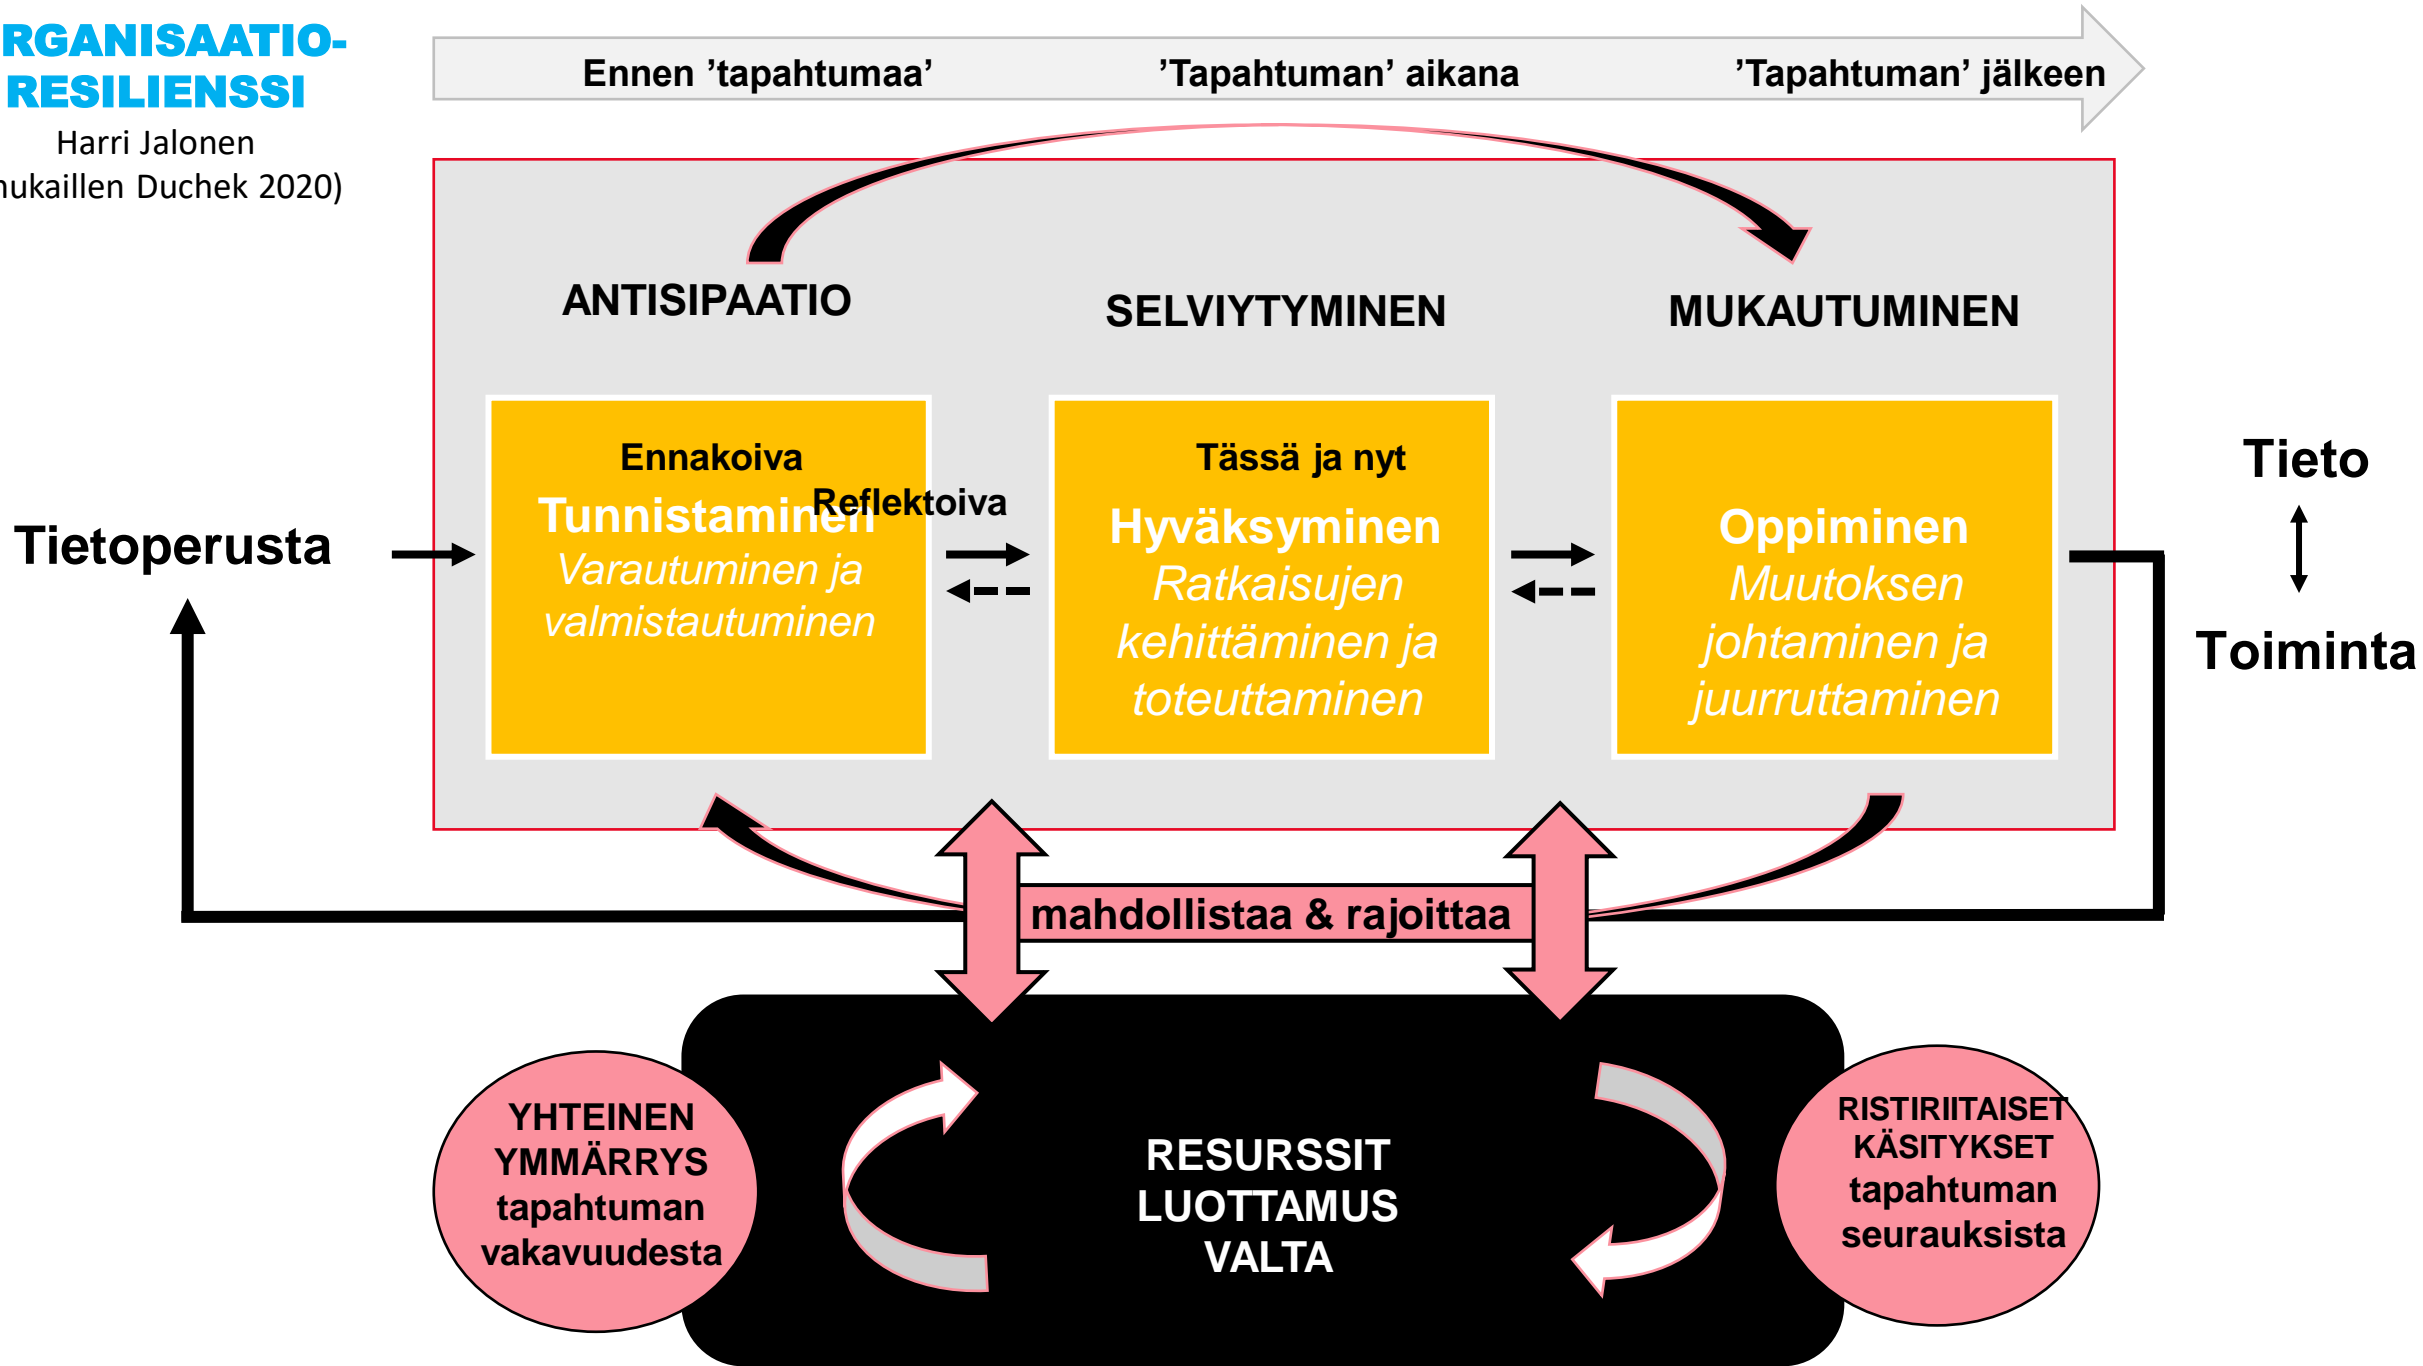 RGANISAATIO-
RESILIENSSI
Harri Jalonen
mukaillen Duchek 2020)
Ennen ’tapahtumaa’
’Tapahtuman’ aikana
’Tapahtuman’ jälkeen
ANTISIPAATIO
SELVIYTYMINEN
MUKAUTUMINEN
Tietoperusta
Ennakoiva
Tunnistaminen
Reflektoiva
Varautuminen ja
valmistautuminen
Tässä ja nyt
Hyväksyminen
Ratkaisujen
kehittäminen ja
toteuttaminen
Oppiminen
Muutoksen
johtaminen ja
juurruttaminen
Tieto
Toiminta
mahdollistaa & rajoittaa
YHTEINEN
YMMÄRRYS
tapahtuman
vakavuudesta
RESURSSIT
LUOTTAMUS
VALTA
RISTIRIITAISET
KÄSITYKSET
tapahtuman
seurauksista